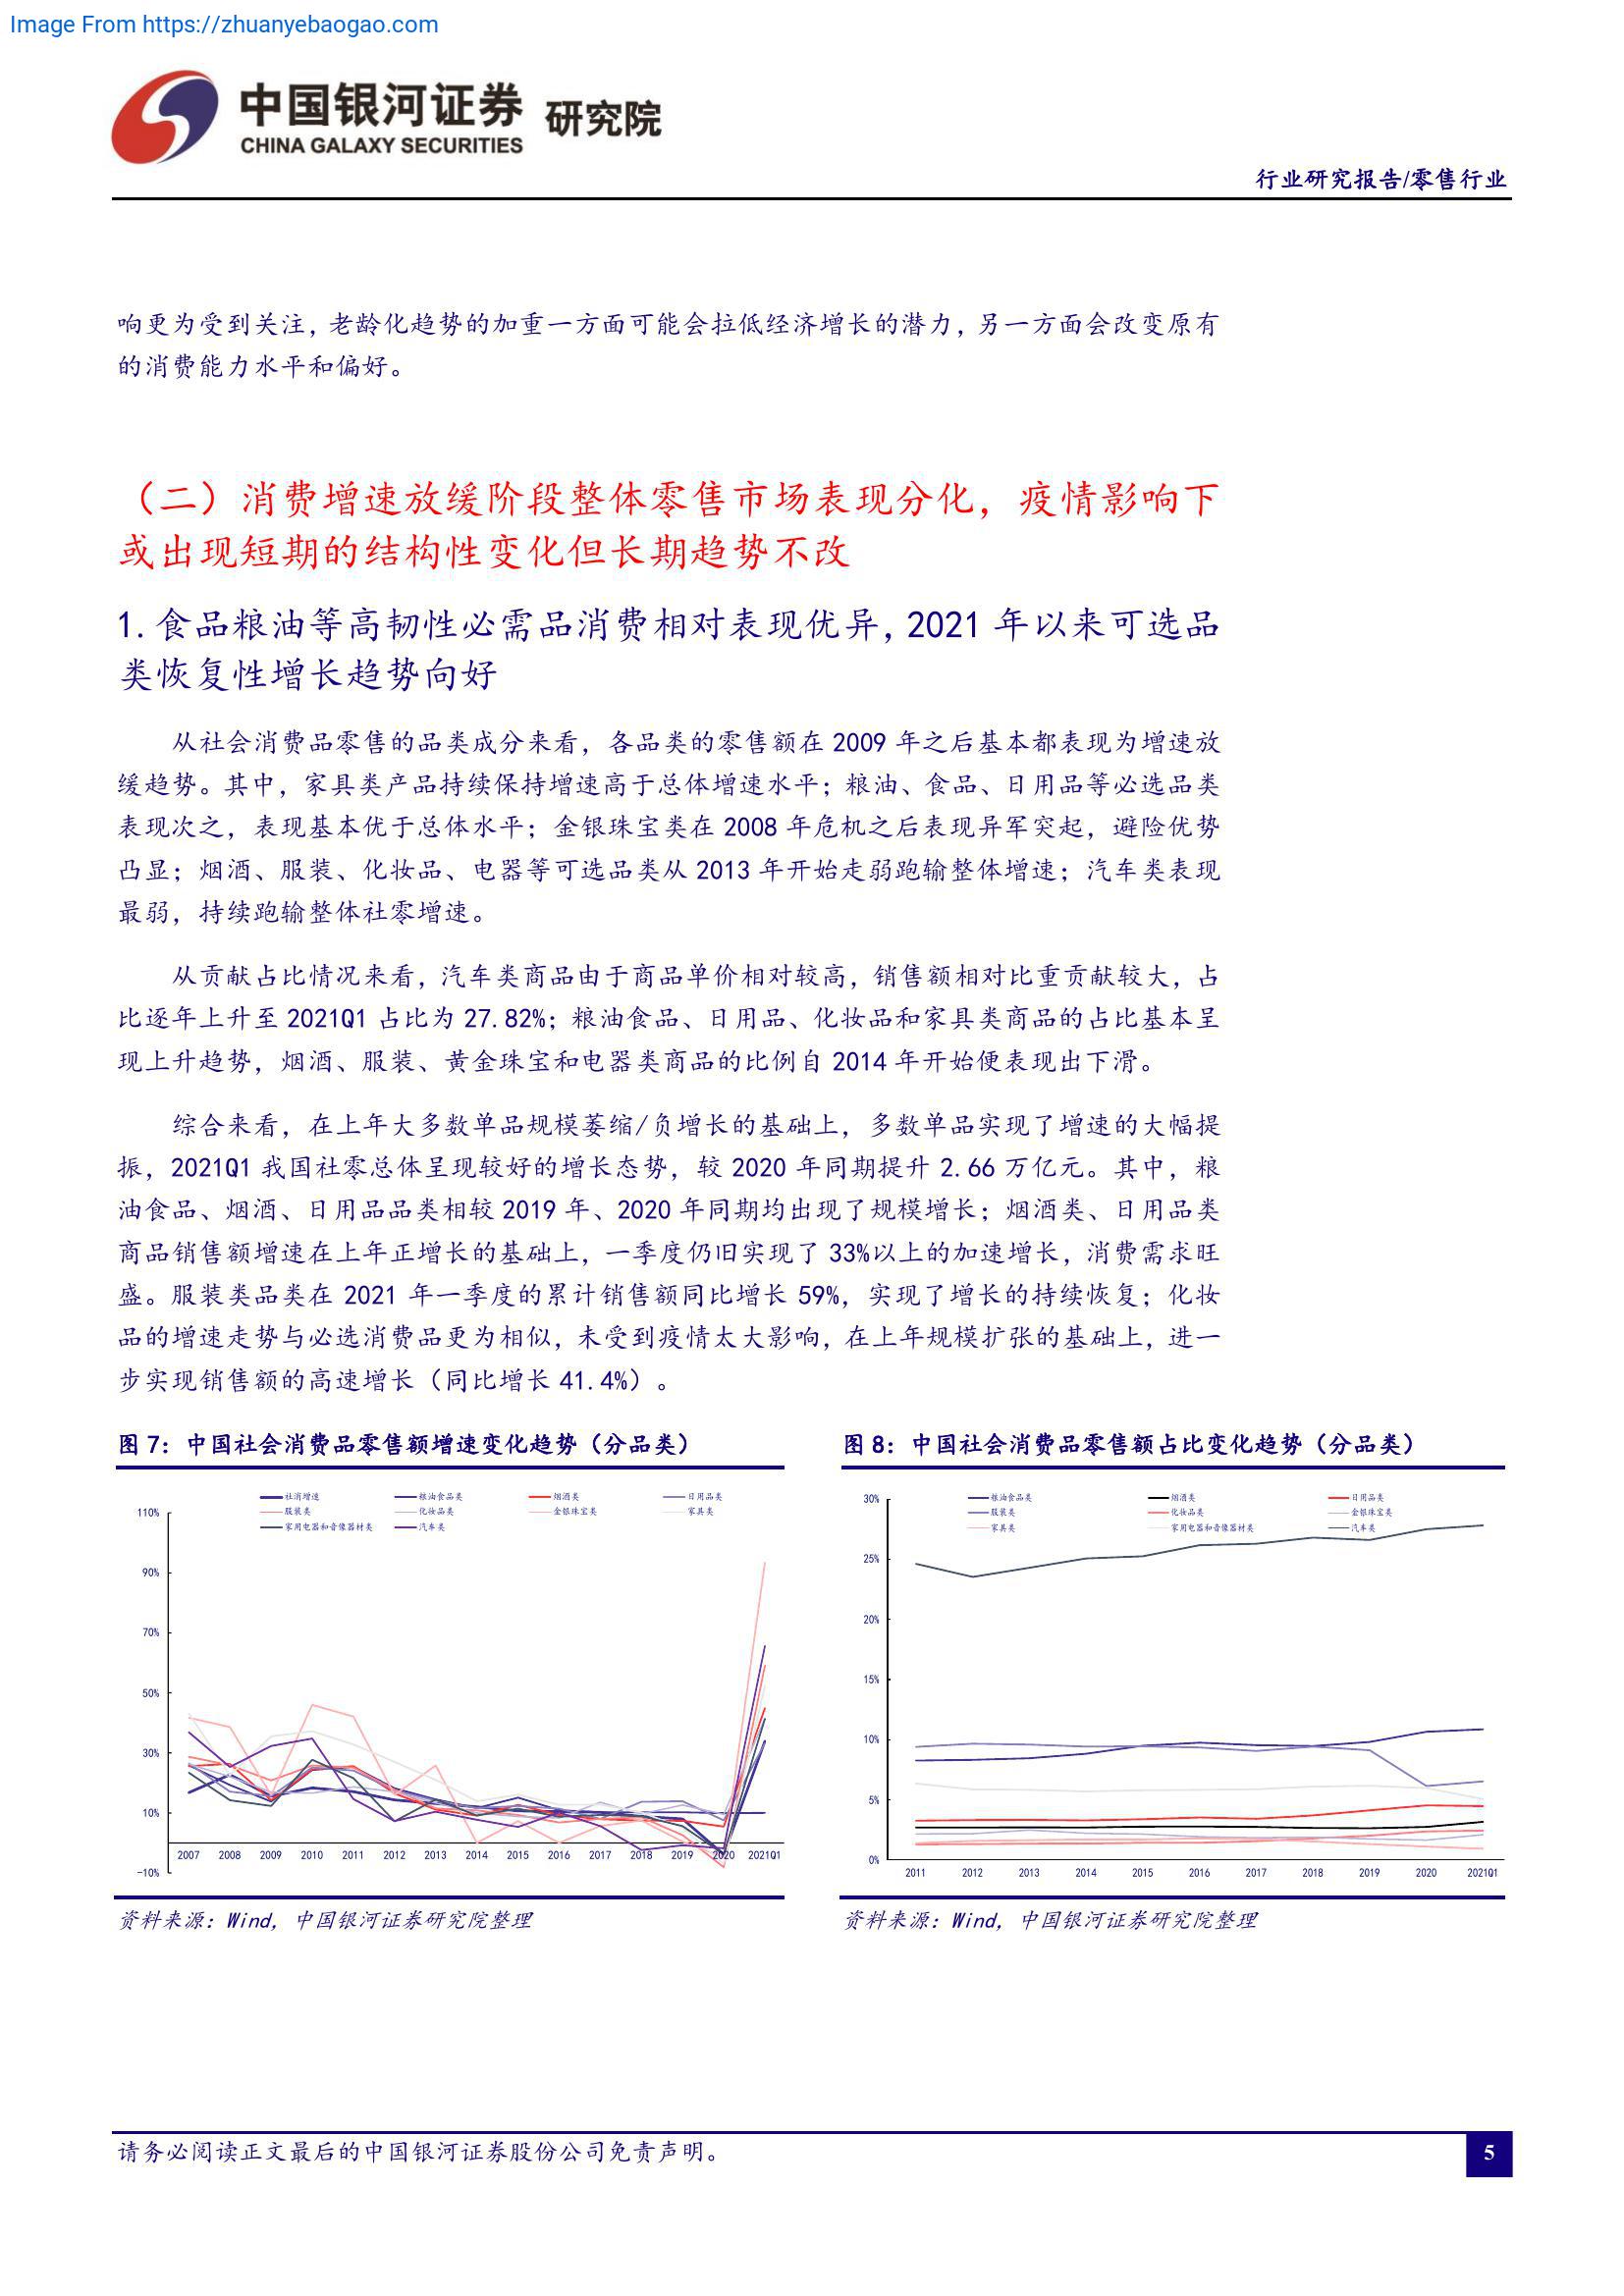 Image From https://zhuanyebaogao.com
中国银河证券 研究院
CHINA GALAXY SECURITIES
行业研究报告/零售行业
响更为受到关注，老龄化趋势的加重一方面可能会拉低经济增长的潜力，另一方面会改变原有
的消费能力水平和偏好。
（二）消费增速放缓阶段整体零售市场表现分化，疫情影响下
或出现短期的结构性变化但长期趋势不改
1.食品粮油等高韧性必需品消费相对表现优异，2021 年以来可选品
类恢复性增长趋势向好
从社会消费品零售的品类成分来看，各品类的零售额在 2009 年之后基本都表现为增速放
缓趋势。其中，家具类产品持续保持增速高于总体增速水平；粮油、食品、日用品等必选品类
表现次之，表现基本优于总体水平；金银珠宝类在 2008 年危机之后表现异军突起，避险优势
凸显；烟酒、服装、化妆品、电器等可选品类从 2013 年开始走弱跑输整体增速；汽车类表现
最弱，持续跑输整体社零增速。
从贡献占比情况来看，汽车类商品由于商品单价相对较高，销售额相对比重贡献较大，占
比逐年上升至 2021Q1 占比为 27.82%；粮油食品、日用品、化妆品和家具类商品的占比基本呈
现上升趋势，烟酒、服装、黄金珠宝和电器类商品的比例自 2014 年开始便表现出下滑。
综合来看，在上年大多数单品规模萎缩/负增长的基础上，多数单品实现了增速的大幅提
振，2021Q1 我国社零总体呈现较好的增长态势，较 2020 年同期提升 2.66 万亿元。其中，粮
油食品、烟酒、日用品品类相较 2019 年、2020 年同期均出现了规模增长；烟酒类、日用品类
商品销售额增速在上年正增长的基础上，一季度仍旧实现了 33%以上的加速增长，消费需求旺
盛。服装类品类在 2021 年一季度的累计销售额同比增长 59%，实现了增长的持续恢复；化妆
品的增速走势与必选消费品更为相似，未受到疫情太大影响，在上年规模扩张的基础上，进一
步实现销售额的高速增长（同比增长 41.4%）。
图 7：中国社会消费品零售额增速变化趋势（分品类）
社消增速 粮油食品类 烟酒类 日用品类
服装类 化妆品类 金银珠宝类 家具类
家用电器和音像器材类 汽车类
110%
90%
70%
50%
30%
10%
-10%
2007 2008 2009 2010 2011 2012 2013 2014 2015 2016 2017 2018 2019 2020 2021Q1
资料来源：Wind，中国银河证券研究院整理
图 8：中国社会消费品零售额占比变化趋势（分品类）
粮油食品类 烟酒类 日用品类
服装类 化妆品类 金银珠宝类
家具类 家用电器和音像器材类 汽车类
30%
25%
20%
15%
10%
5%
0%
2011 2012 2013 2014 2015 2016 2017 2018 2019 2020 2021Q1
资料来源：Wind，中国银河证券研究院整理
请务必阅读正文最后的中国银河证券股份公司免责声明。
5